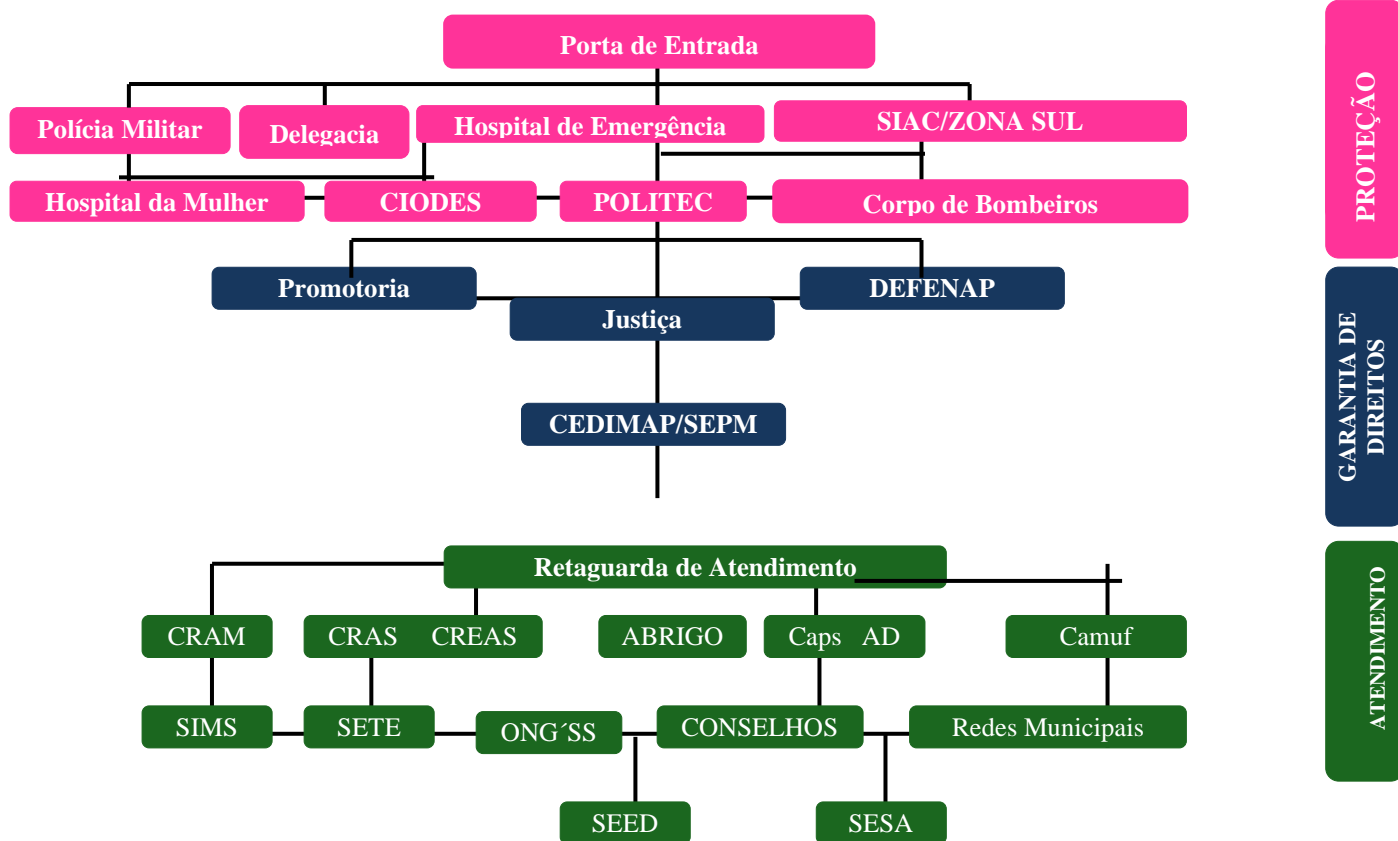 Porta de Entrada
Polícia Militar
Delegacia
Hospital de Emergência
SIAC/ZONA SUL
Hospital da Mulher
CIODES
POLITEC
Corpo de Bombeiros
PROTEÇÃO
Promotoria
DEFENAP
Justiça
CEDIMAP/SEPM
GARANTIA DE
DIREITOS
Retaguarda de Atendimento
CRAM
CRAS CREAS
ABRIGO
Caps AD
Camuf
SIMS
SETE
ONG´SS
CONSELHOS
Redes Municipais
SEED
SESA
ATENDIMENTO